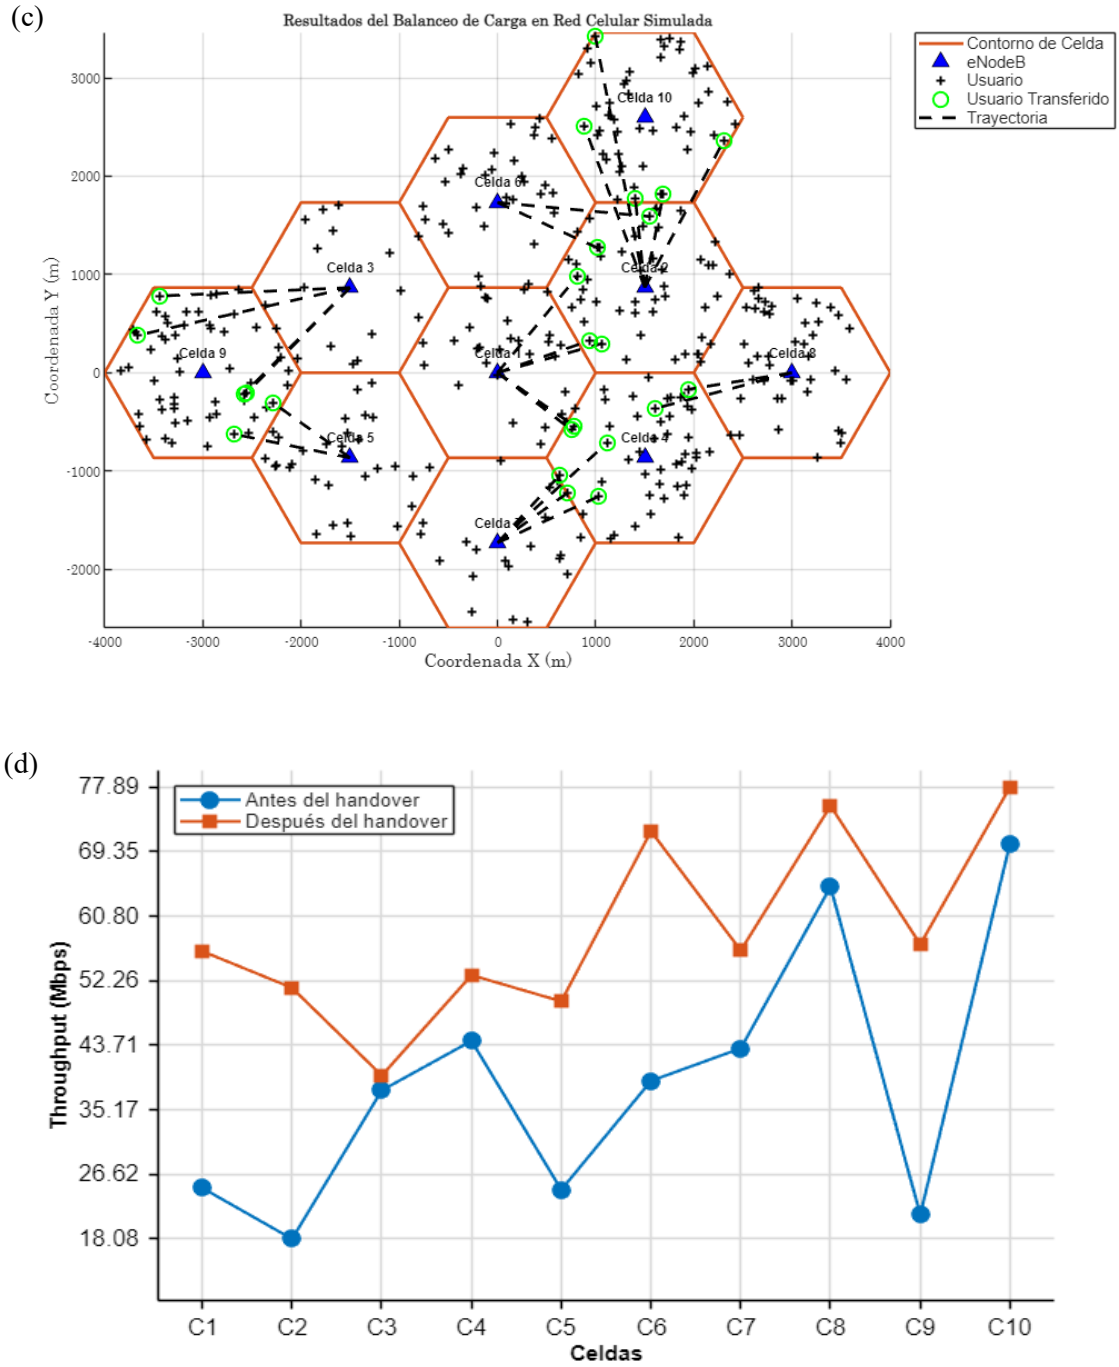 (c)
Resultados del Balanceo de Carga en Red Celular Simulada
Contorno de Celda
eNodeB
Usuario
Usuario Transferido
Trayectoria
3000
2000
1000
0
-1000
-2000
Coordenada Y (m)
Celda 10
Celda 6
Celda 3
Celda 2
Celda 9
Celda 1
Celda 8
Celda 5
Celda 4
Celda 7
-4000 -3000 -2000 -1000 0 1000 2000 3000 4000
Coordenada X (m)
(d)
Antes del handover
Después del handover
77.89
69.35
60.80
52.26
43.71
35.17
26.62
18.08
Throughput (Mbps)
C1 C2 C3 C4 C5 C6 C7 C8 C9 C10
Celdas